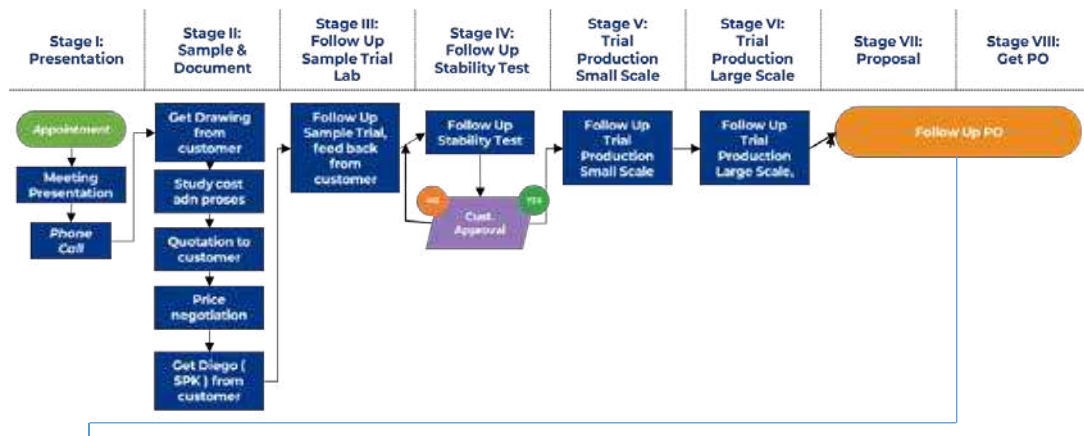 Stage I:
Presentation
Stage II:
Sample &
Document
Stage III:
Follow Up
Sample Trial
Lab
Stage IV:
Follow Up
Stability Test
Stage V:
Trial
Production
Small Scale
Stage VI:
Trial
Production
Large Scale
Stage VII:
Proposal
Stage VIII:
Get PO
Appointment
Meeting
Presentation
Phone
Call
Get Drawing
from
customer
Study cost
adn proses
Quotation to
customer
Price
negotiation
Get Diego (
SPK ) from
customer
Follow Up
Sample Trial,
feed back
from
customer
Follow Up
Stability Test
NO
YES
Cust.
Approval
Follow Up
Trial
Production
Small Scale
Follow Up
Trial
Production
Large Scale,
Follow Up PO